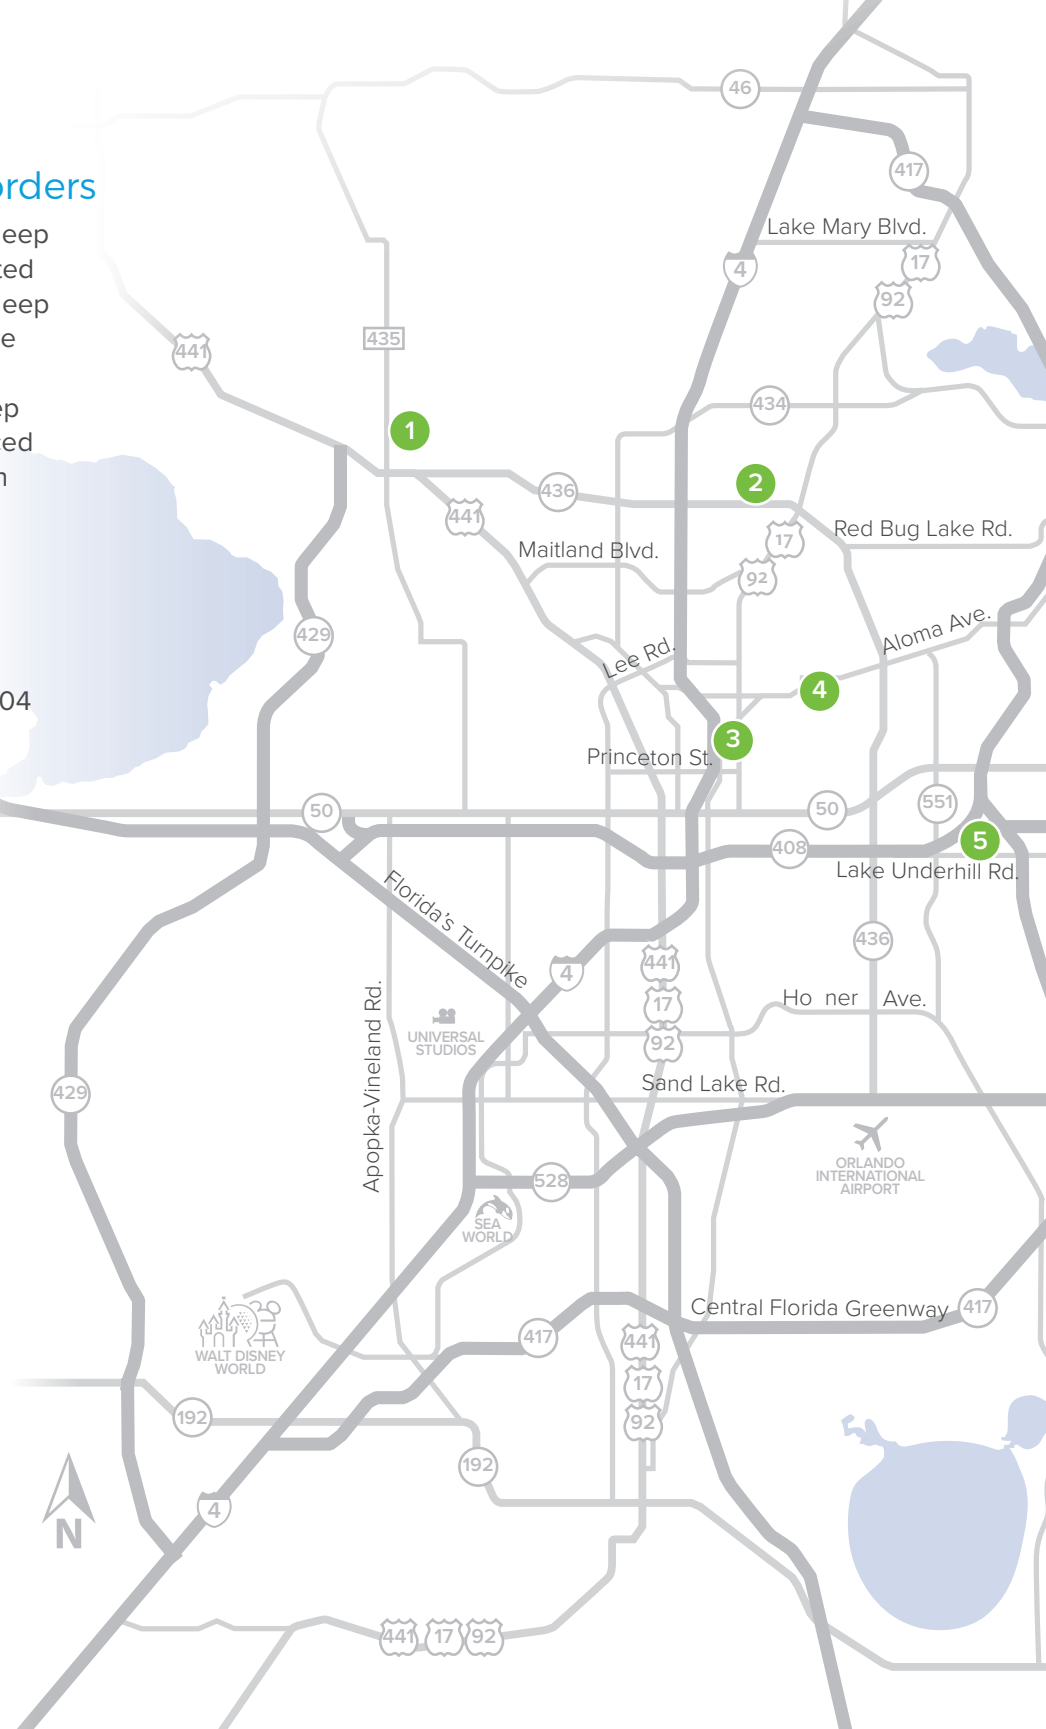 46
417
orders
Lake Mary Blvd.
eep
17
ted
4
92
eep
e
435
441
434
ep
1
ced
2
436
441
Red Bug Lake Rd.
17
Maitland Blvd.
92
Aloma Ave.
429
Lee Rd.
4
04
3
Princeton St.
50
50
551
5
408
Lake Underhill Rd.
Florida's Turnpike
436
441
4
Ho ner Ave.
17
UNIVERSAL
STUDIOS
92
Apopka-Vineland Rd.
Sand Lake Rd.
429
ORLANDO
INTERNATIONAL
AIRPORT
528
SEA
WORLD
Central Florida Greenway
417
417
441
WALT DISNEY
WORLD
17
192
92
192
4
N
441
17
92